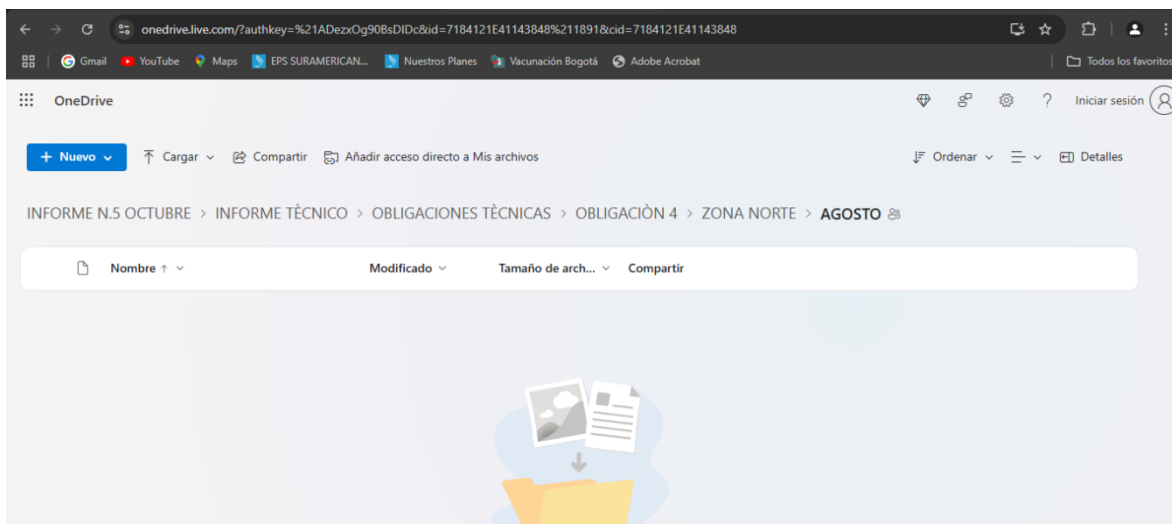 onedrive.live.com/?authkey=%21ADezxOg90BsDIDc&id=7184121E41143848%211891&cid=7184121E41143848
Gmail YouTube Maps EPS SURAMERICAN... Nuestros Planes Vacunación Bogotá Adobe Acrobat Todos los favoritos
OneDrive ? Iniciar sesión
+ Nuevo Cargar Compartir Añadir acceso directo a Mis archivos Ordenar Detalles
INFORME N.5 OCTUBRE > INFORME TÈCNICO > OBLIGACIONES TÈCNICAS > OBLIGACIÒN 4 > ZONA NORTE > AGOSTO
Nombre ↑ Modificado Tamaño de arch... Compartir